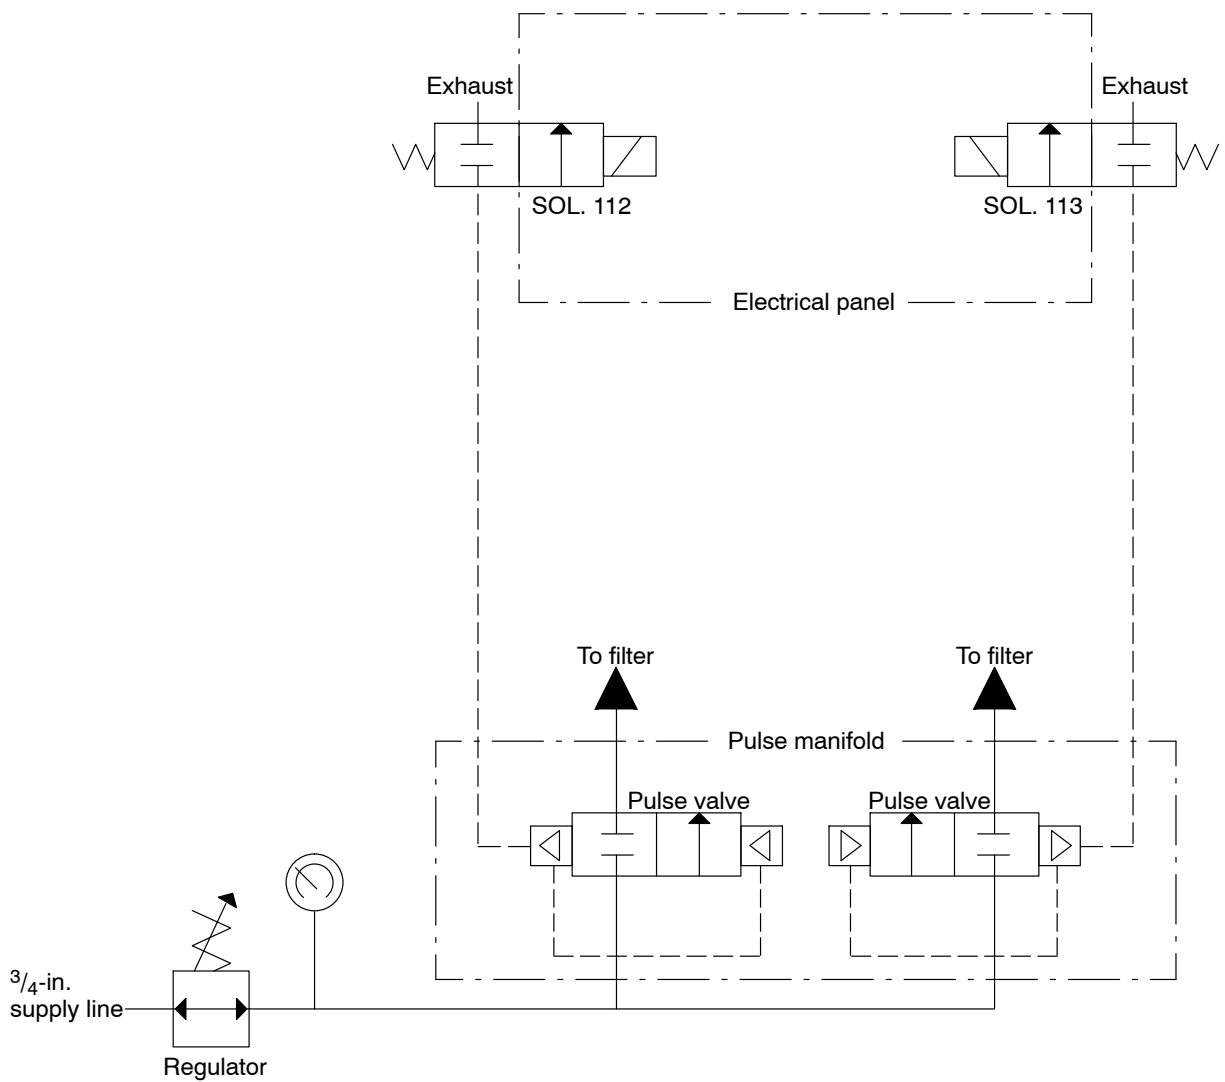 Exhaust
Exhaust
SOL. 112
SOL. 113
Electrical panel
To filter
To filter
Pulse manifold
Pulse valve
Pulse valve
3/4-in.
supply line
Regulator